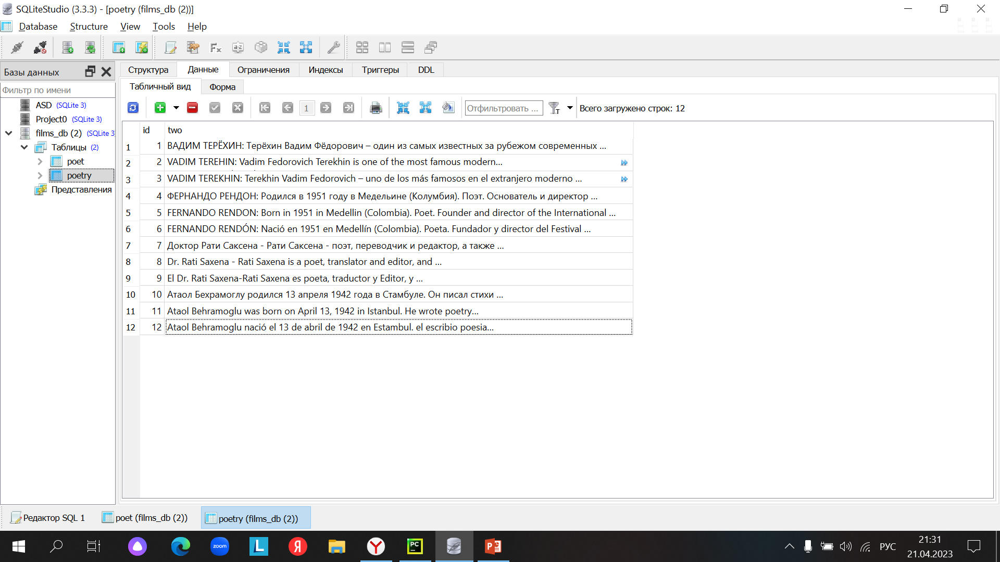 SQLiteStudio (3.3.3) - [poetry (films_db (2))]
Database Structure View Tools Help
Базы данных
Фильтр по имени
ASD (SQLite 3)
Project0 (SQLite 3)
films_db (2) (SQLite 3
Таблицы (2)
poet
poetry
Представления
Структура Данные Ограничения Индексы Триггеры DDL
Табличный вид Форма
1 Отфильтровать ... Всего загружено строк: 12
id two
1 1 ВАДИМ ТЕРЁХИН: Терёхин Вадим Фёдорович – один из самых известных за рубежом современных ...
2 2 VADIM TEREHIN: Vadim Fedorovich Terekhin is one of the most famous modern...
3 3 VADIM TEREKHIN: Terekhin Vadim Fedorovich – uno de los más famosos en el extranjero moderno ...
4 4 ФЕРНАНДО РЕНДОН: Родился в 1951 году в Медельине (Колумбия). Поэт. Основатель и директор ...
5 5 FERNANDO RENDON: Born in 1951 in Medellin (Colombia). Poet. Founder and director of the International ...
6 6 FERNANDO RENDÓN: Nació en 1951 en Medellín (Colombia). Poeta. Fundador y director del Festival ...
7 7 Доктор Рати Саксена - Рати Саксена - поэт, переводчик и редактор, а также ...
8 8 Dr. Rati Saxena - Rati Saxena is a poet, translator and editor, and ...
9 9 El Dr. Rati Saxena-Rati Saxena es poeta, traductor y Editor, y ...
10 10 Атаол Бехрамоглу родился 13 апреля 1942 года в Стамбуле. Он писал стихи ...
11 11 Ataol Behramoglu was born on April 13, 1942 in Istanbul. He wrote poetry...
12 12 Ataol Behramoglu nació el 13 de abril de 1942 en Estambul. el escribio poesia...
Редактор SQL 1 poet (films_db (2)) poetry (films_db (2))
zoom L Я Y PC P РУС
21:31
21.04.2023